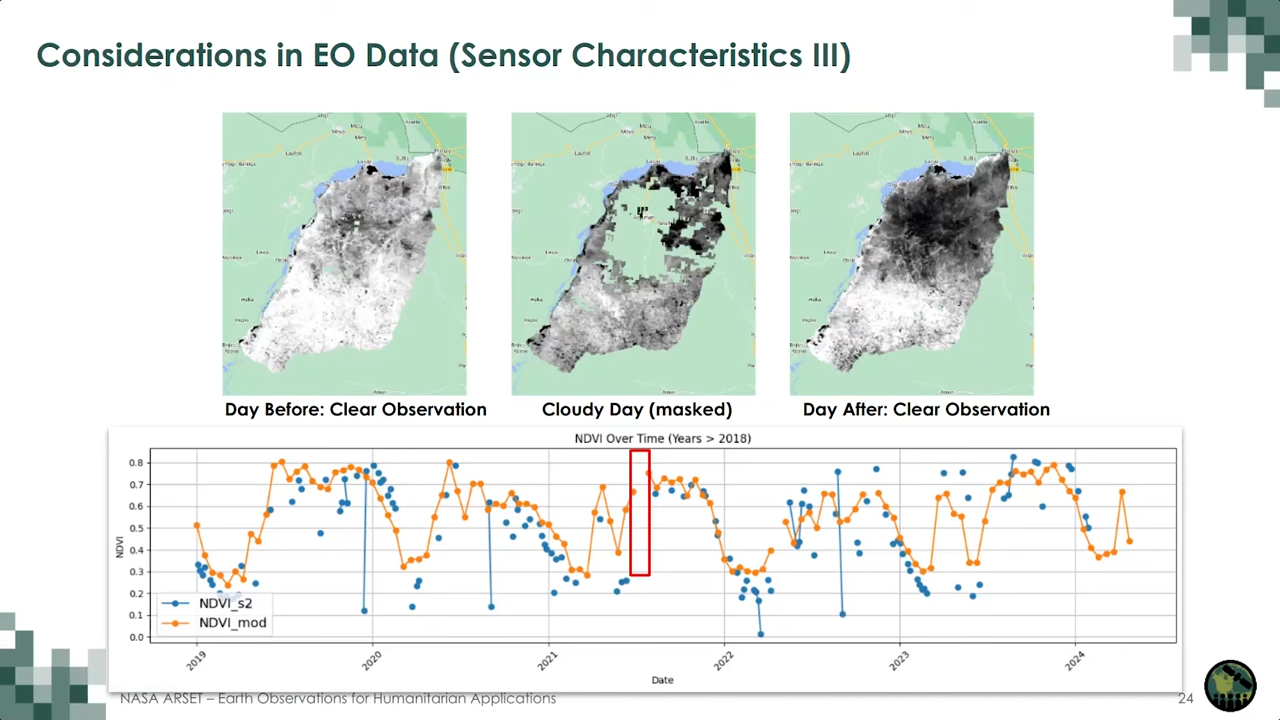 Considerations in EO Data (Sensor Characteristics III)
Day Before: Clear Observation
Cloudy Day (masked)
Day After: Clear Observation
NDVI Over Time (Years > 2018)
0.8
0.7
0.6
0.5
0.4
0.3
0.2
0.1
0.0
NDVI
NDVI_s2
NDVI_mod
2019
2020
2021
2022
2023
2024
Date
NASA ARSET – Earth Observations for Humanitarian Applications
24